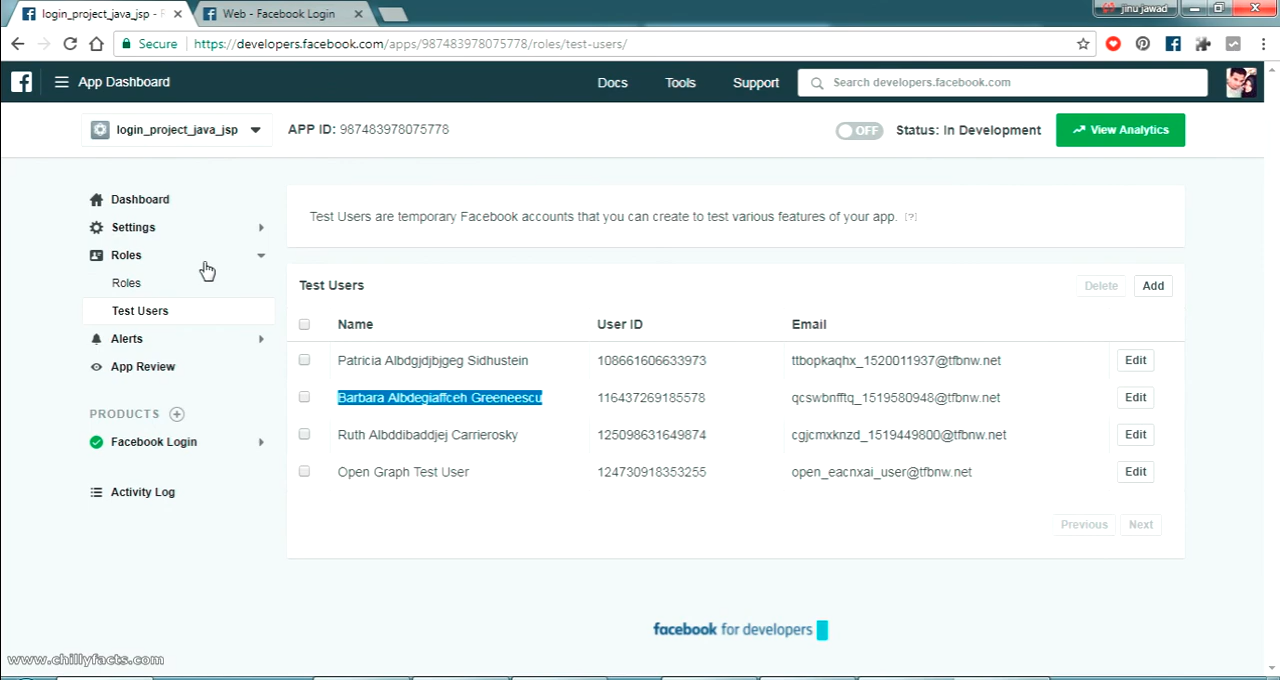 login_project_java_jsp -
Web - Facebook Login
jinu jawad
Secure
https://developers.facebook.com/apps/987483978075778/roles/test-users/
App Dashboard
Docs
Tools
Support
Search developers.facebook.com
login_project_java_jsp
APP ID: 987483978075778
OFF
Status: In Development
View Analytics
Dashboard
Settings
Roles
Roles
Test Users
Alerts
App Review
PRODUCTS
Facebook Login
Activity Log
Test Users are temporary Facebook accounts that you can create to test various features of your app. [?]
Test Users
Delete
Add
Name User ID Email
Patricia Albdgjdjbjgeg Sidhustein 108661606633973 ttbopkaqhx_1520011937@tfbnw.net Edit
Barbara Albdegiaffceh Greeneescu 116437269185578 qcswbnfftq_1519580948@tfbnw.net Edit
Ruth Albddibaddjej Carrierosky 125098631649874 cgjcmxknzd_1519449800@tfbnw.net Edit
Open Graph Test User 124730918353255 open_eacnxai_user@tfbnw.net Edit
Previous
Next
facebook for developers
www.chillyfacts.com